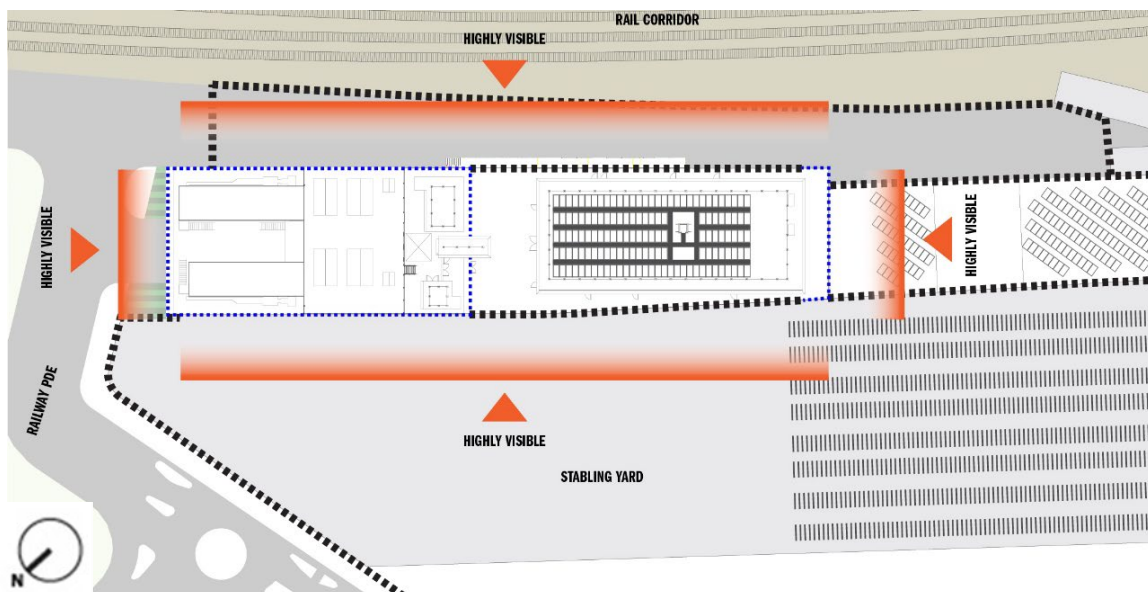 RAIL CORRIDOR
HIGHLY VISIBLE
HIGHLY VISIBLE
HIGHLY VISIBLE
RAILWAY PDE
HIGHLY VISIBLE
STABLING YARD
N